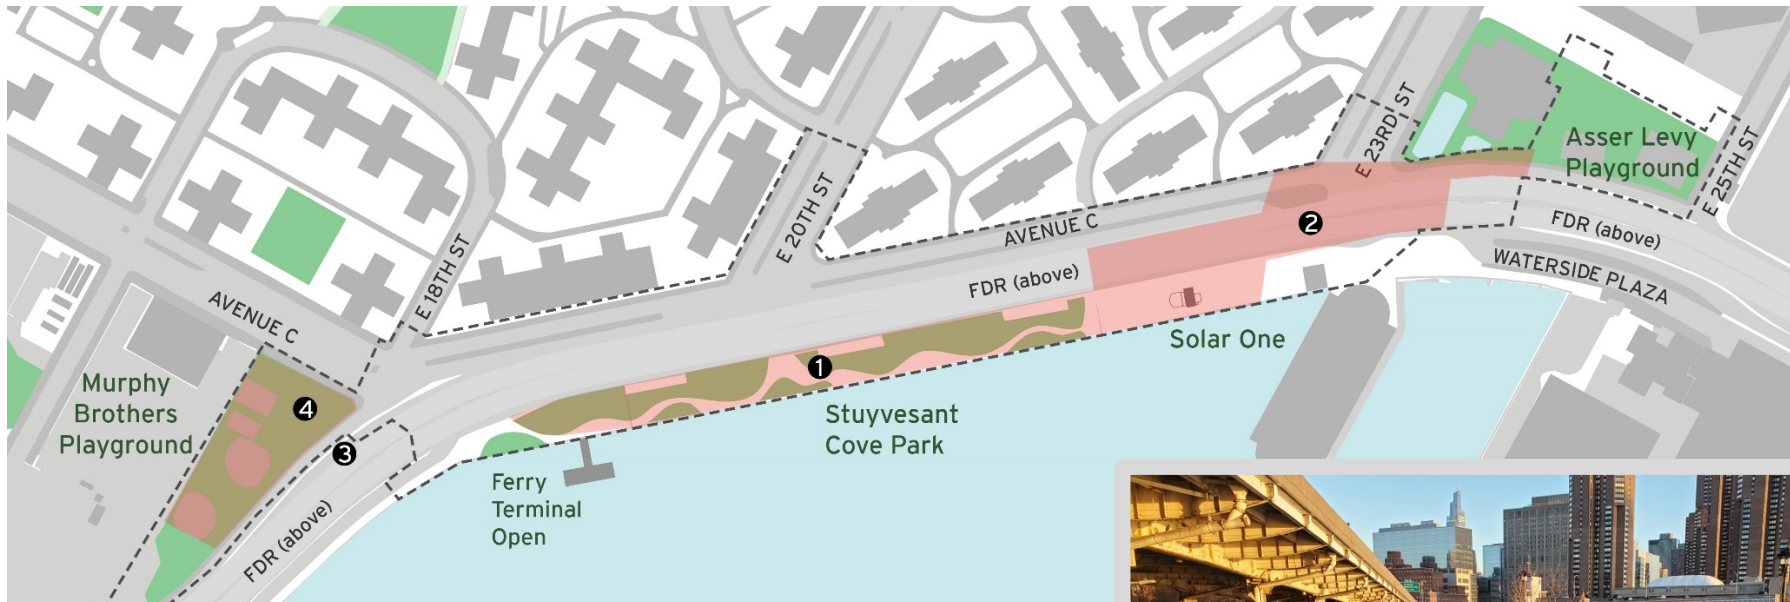 E 23RD ST
Asser Levy
Playground
E 25TH ST
E 20TH ST
AVENUE C
2
FDR (above)
WATERSIDE PLAZA
E 18TH ST
AVENUE C
FDR (above)
Solar One
1
Murphy
Brothers
Playground
4
Stuyvesant
Cove Park
3
Ferry
Terminal
Open
FDR (above)